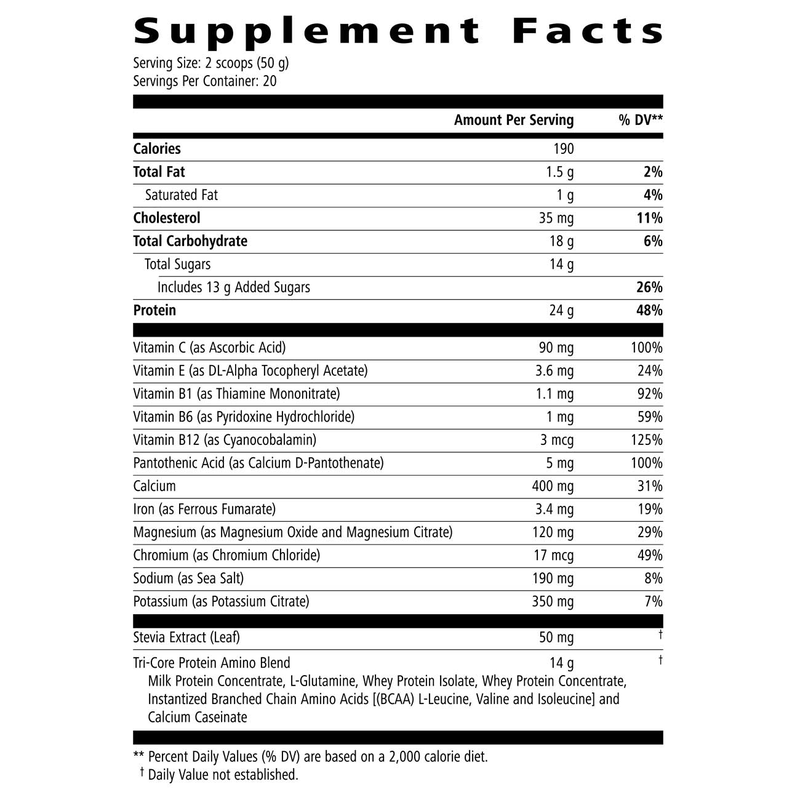 Supplement Facts
Serving Size: 2 scoops (50 g)
Servings Per Container: 20
Amount Per Serving % DV**
Calories 190
Total Fat 1.5 g 2%
Saturated Fat 1 g 4%
Cholesterol 35 mg 11%
Total Carbohydrate 18 g 6%
Total Sugars 14 g
Includes 13 g Added Sugars 26%
Protein 24 g 48%
Vitamin C (as Ascorbic Acid) 90 mg 100%
Vitamin E (as DL-Alpha Tocopheryl Acetate) 3.6 mg 24%
Vitamin B1 (as Thiamine Mononitrate) 1.1 mg 92%
Vitamin B6 (as Pyridoxine Hydrochloride) 1 mg 59%
Vitamin B12 (as Cyanocobalamin) 3 mcg 125%
Pantothenic Acid (as Calcium D-Pantothenate) 5 mg 100%
Calcium 400 mg 31%
Iron (as Ferrous Fumarate) 3.4 mg 19%
Magnesium (as Magnesium Oxide and Magnesium Citrate) 120 mg 29%
Chromium (as Chromium Chloride) 17 mcg 49%
Sodium (as Sea Salt) 190 mg 8%
Potassium (as Potassium Citrate) 350 mg 7%
Stevia Extract (Leaf) 50 mg †
Tri-Core Protein Amino Blend 14 g †
Milk Protein Concentrate, L-Glutamine, Whey Protein Isolate, Whey Protein Concentrate,
Instantized Branched Chain Amino Acids [(BCAA) L-Leucine, Valine and Isoleucine] and
Calcium Caseinate
** Percent Daily Values (% DV) are based on a 2,000 calorie diet.
† Daily Value not established.